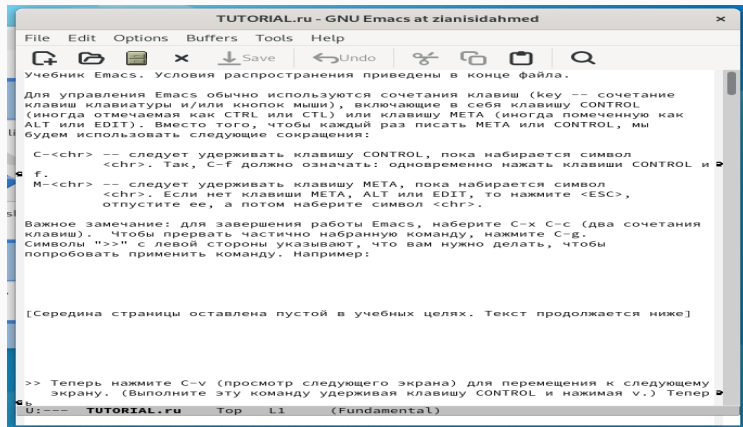 TUTORIAL.ru - GNU Emacs at zianisidahmed
File Edit Options Buffers Tools Help
Save Undo
Учебник Emacs. Условия распространения приведены в конце файла.
Для управления Emacs обычно используются сочетания клавиш (key -- сочетание
клавиш клавиатуры и/или кнопок мыши), включающие в себя клавишу CONTROL
(иногда отмечаемая как CTRL или CTL) или клавишу META (иногда помеченную как
ALT или EDIT). Вместо того, чтобы каждый раз писать META или CONTROL, мы
будем использовать следующие сокращения:
C-<chr> -- следует удерживать клавишу CONTROL, пока набирается символ
<chr>. Так, C-f должно означать: одновременно нажать клавиши CONTROL и
f.
M-<chr> -- следует удерживать клавишу META, пока набирается символ
<chr>. Если нет клавиши META, ALT или EDIT, то нажмите <ESC>,
отпустите ее, а потом наберите символ <chr>.
Важное замечание: для завершения работы Emacs, наберите C-x C-c (два сочетания
клавиш). Чтобы прервать частично набранную команду, нажмите C-g.
Символы ">>" с левой стороны указывают, что вам нужно делать, чтобы
попробовать применить команду. Например:
[Середина страницы оставлена пустой в учебных целях. Текст продолжается ниже]
>> Теперь нажмите C-v (просмотр следующего экрана) для перемещения к следующему
экрану. (Выполните эту команду удерживая клавишу CONTROL и нажимая v.) Тепер
ь
U:--- TUTORIAL.ru Top L1 (Fundamental)